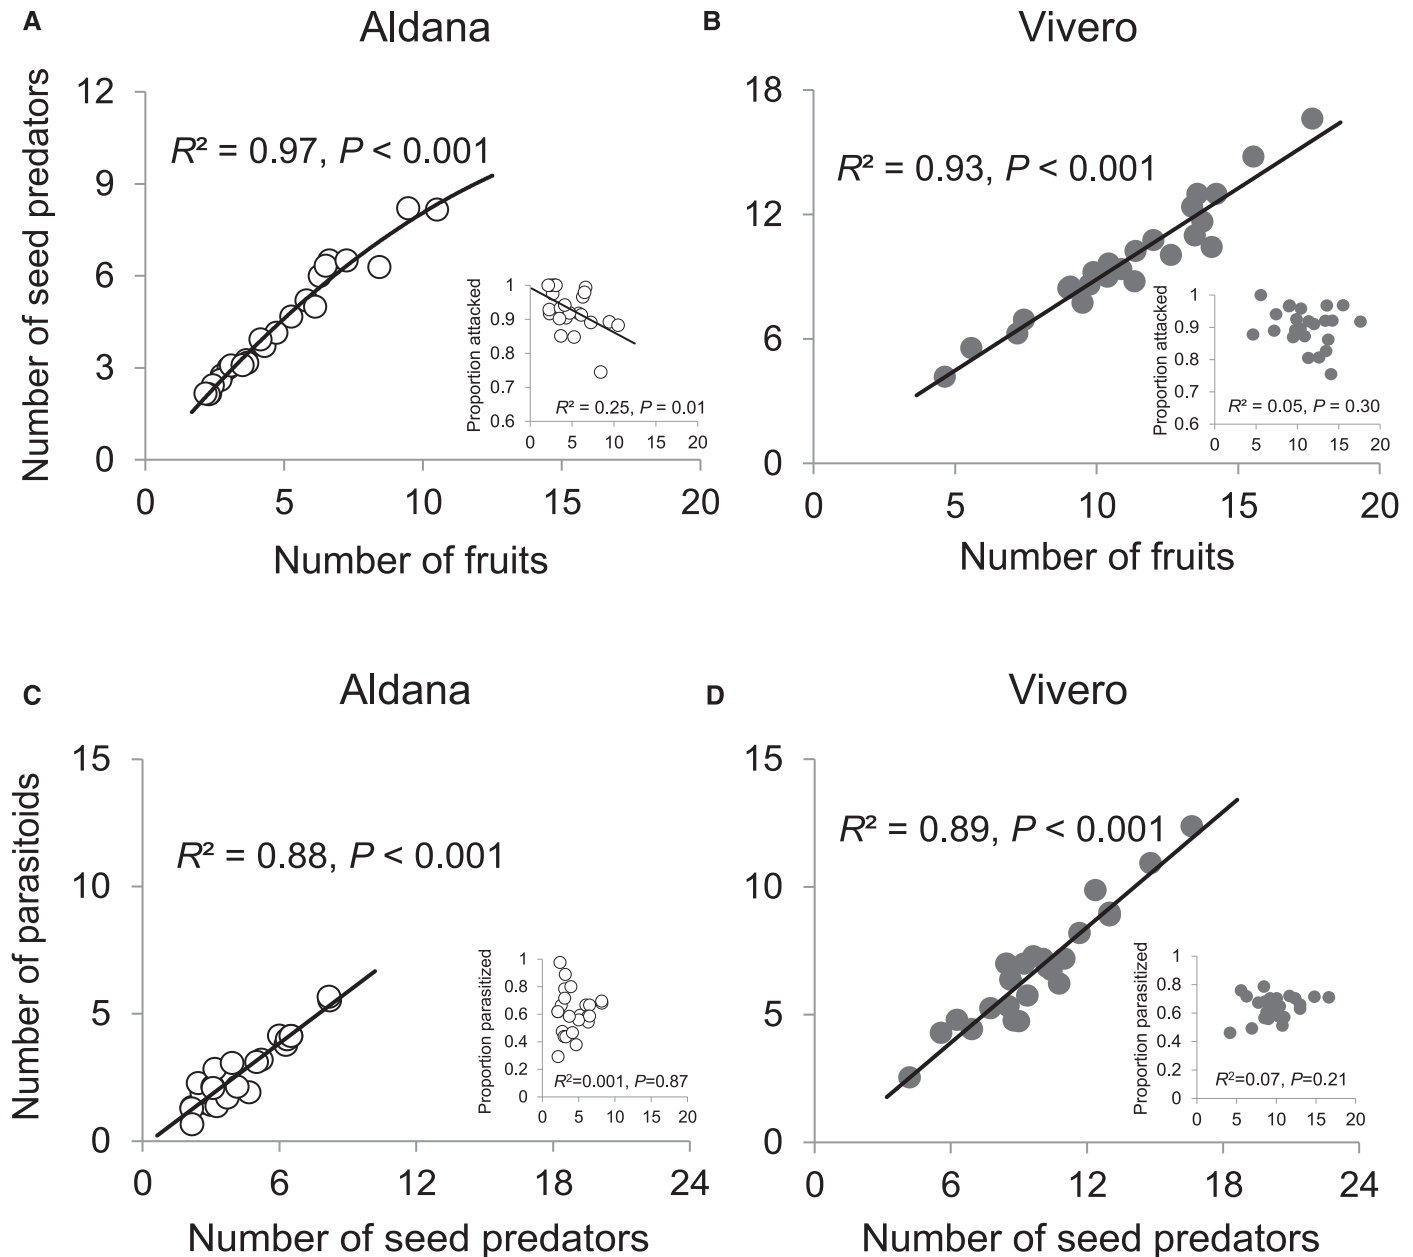 A
Aldana
Number of seed predators
12
9
6
3
0
R² = 0.97, P < 0.001
0 5 10 15 20
Number of fruits
Proportion attacked
1
0.9
0.8
0.7
0.6
R² = 0.25, P = 0.01
0 5 10 15 20
B
Vivero
18
12
6
0
R² = 0.93, P < 0.001
0 5 10 15 20
Number of fruits
Proportion attacked
1
0.9
0.8
0.7
0.6
R² = 0.05, P = 0.30
0 5 10 15 20
C
Aldana
Number of parasitoids
15
10
5
0
R² = 0.88, P < 0.001
0 6 12 18 24
Number of seed predators
Proportion parasitized
1
0.8
0.6
0.4
0.2
0
R²=0.001, P=0.87
0 5 10 15 20
D
Vivero
15
10
5
0
R² = 0.89, P < 0.001
0 6 12 18 24
Number of seed predators
Proportion parasitized
1
0.8
0.6
0.4
0.2
0
R²=0.07, P=0.21
0 5 10 15 20